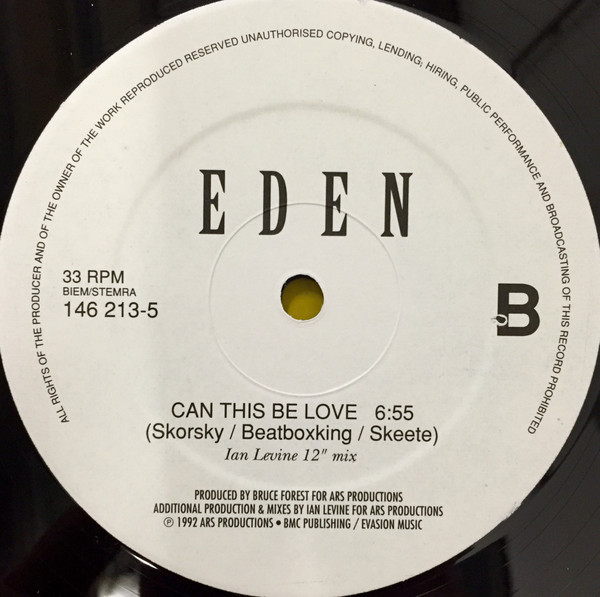 ALL RIGHTS OF THE PRODUCER AND OF THE OWNER OF THE WORK REPRODUCED RESERVED UNAUTHORISED COPYING, LENDING; HIRING, PUBLIC PERFORMANCE AND BROADCASTING OF THIS RECORD PROHIBITED
EDEN
33 RPM
BIEM/STEMRA
146 213-5
B
CAN THIS BE LOVE 6:55
(Skorsky / Beatboxking / Skeete)
Ian Levine 12" mix
PRODUCED BY BRUCE FOREST FOR ARS PRODUCTIONS
ADDITIONAL PRODUCTION & MIXES BY IAN LEVINE FOR ARS PRODUCTIONS
℗ 1992 ARS PRODUCTIONS • BMC PUBLISHING / EVASION MUSIC